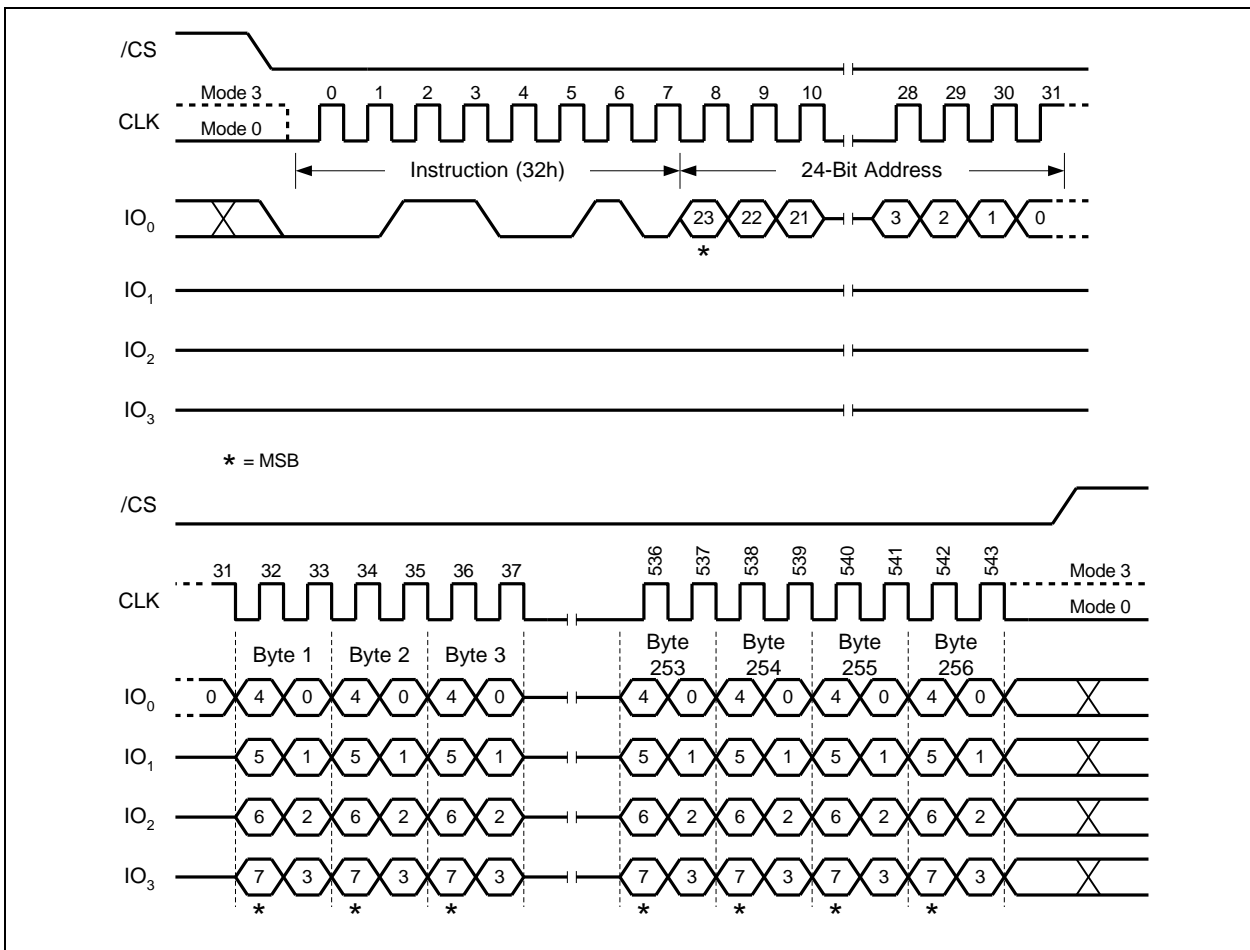 /CS
Mode 3 0 1 2 3 4 5 6 7 8 9 10 28 29 30 31
CLK
Mode 0
Instruction (32h) 24-Bit Address
IO0 23 22 21 3 2 1 0
*
IO1
IO2
IO3
* = MSB
/CS
31 32 33 34 35 36 37 536 537 538 539 540 541 542 543 Mode 3
CLK
Mode 0
Byte 1 Byte 2 Byte 3 Byte 253 Byte 254 Byte 255 Byte 256
IO0 0 4 0 4 0 4 0 4 0 4 0 4 0 4 0
IO1 5 1 5 1 5 1 5 1 5 1 5 1 5 1
IO2 6 2 6 2 6 2 6 2 6 2 6 2 6 2
IO3 7 3 7 3 7 3 7 3 7 3 7 3 7 3
* * * * * * *